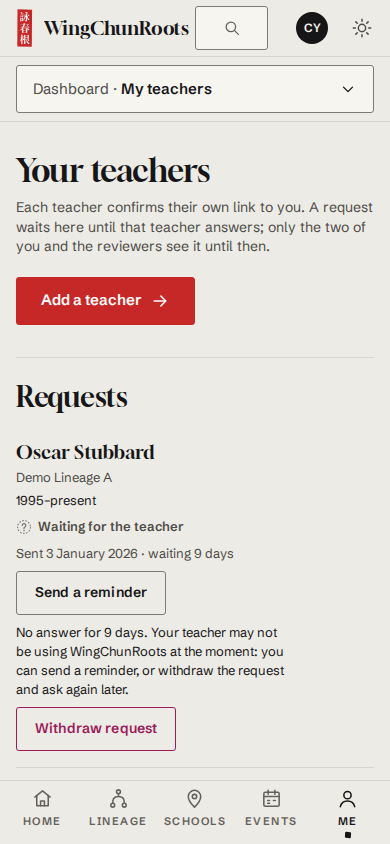 詠春根
WingChunRoots
CY
Dashboard · My teachers
Your teachers
Each teacher confirms their own link to you. A request
waits here until that teacher answers; only the two of
you and the reviewers see it until then.
Add a teacher
Requests
Oscar Stubbard
Demo Lineage A
1995–present
Waiting for the teacher
Sent 3 January 2026 · waiting 9 days
Send a reminder
No answer for 9 days. Your teacher may not
be using WingChunRoots at the moment: you
can send a reminder, or withdraw the request
and ask again later.
Withdraw request
HOME
LINEAGE
SCHOOLS
EVENTS
ME